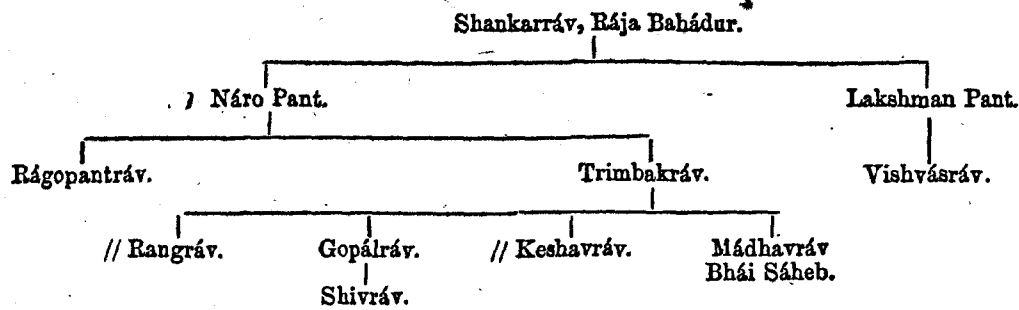 Shankarráv, Rája Bahádur.
Náro Pant. Lakshman Pant.
Rágopantráv. Trimbakráv. Vishvásráv.
// Rangráv. Gopálráv. // Keshavráv. Mádhavráv
Bhái Sáheb.
Shivráv.